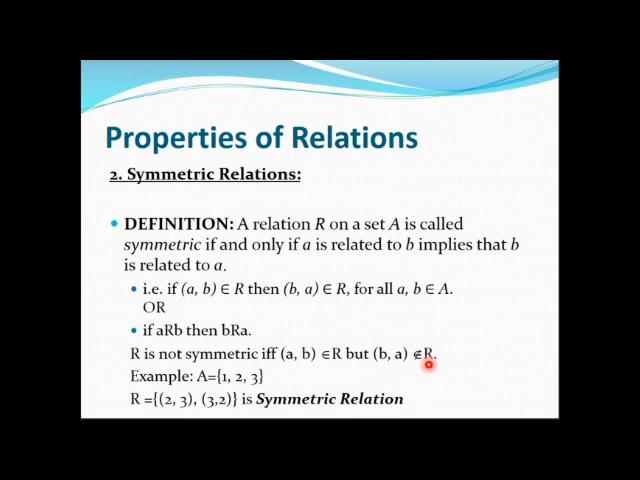 Properties of Relations
2. Symmetric Relations:
• DEFINITION: A relation R on a set A is called
symmetric if and only if a is related to b implies that b
is related to a.
• i.e. if (a, b) ∈ R then (b, a) ∈ R, for all a, b ∈ A.
OR
• if aRb then bRa.
R is not symmetric iff (a, b) ∈R but (b, a) ∉R.
Example: A={1, 2, 3}
R ={(2, 3), (3,2)} is Symmetric Relation